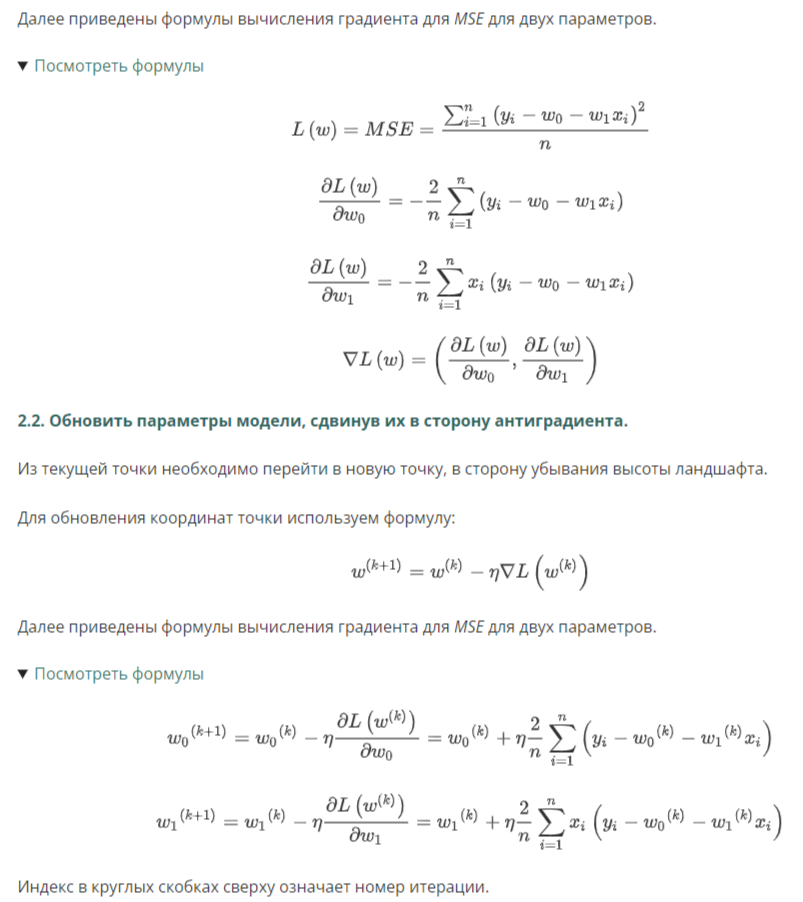 Далее приведены формулы вычисления градиента для MSE для двух параметров.
▼ Посмотреть формулы
$L(w) = MSE = \frac{\sum_{i=1}^{n} (y_i - w_0 - w_1 x_i)^2}{n}$
$\frac{\partial L(w)}{\partial w_0} = -\frac{2}{n} \sum_{i=1}^{n} (y_i - w_0 - w_1 x_i)$
$\frac{\partial L(w)}{\partial w_1} = -\frac{2}{n} \sum_{i=1}^{n} x_i (y_i - w_0 - w_1 x_i)$
$\nabla L(w) = \left( \frac{\partial L(w)}{\partial w_0}, \frac{\partial L(w)}{\partial w_1} \right)$
2.2. Обновить параметры модели, сдвинув их в сторону антиградиента.
Из текущей точки необходимо перейти в новую точку, в сторону убывания высоты ландшафта.
Для обновления координат точки используем формулу:
$w^{(k+1)} = w^{(k)} - \eta \nabla L \left( w^{(k)} \right)$
Далее приведены формулы вычисления градиента для MSE для двух параметров.
▼ Посмотреть формулы
${w_0}^{(k+1)} = {w_0}^{(k)} - \eta \frac{\partial L(w^{(k)})}{\partial w_0} = {w_0}^{(k)} + \eta \frac{2}{n} \sum_{i=1}^{n} \left( y_i - {w_0}^{(k)} - {w_1}^{(k)} x_i \right)$
${w_1}^{(k+1)} = {w_1}^{(k)} - \eta \frac{\partial L(w^{(k)})}{\partial w_1} = {w_1}^{(k)} + \eta \frac{2}{n} \sum_{i=1}^{n} x_i \left( y_i - {w_0}^{(k)} - {w_1}^{(k)} x_i \right)$
Индекс в круглых скобках сверху означает номер итерации.